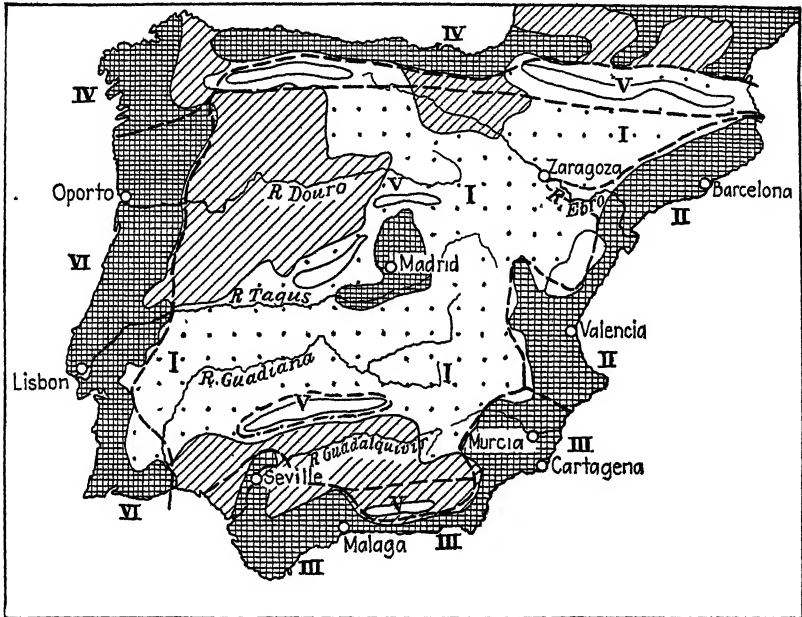 IV
IV
V
I
Zaragoza
Barcelona
R. Ebro
II
V
R Douro
I
Oporto
VI
Madrid
R Tagus
Valencia
II
I
R. Guadiana
I
Lisbon
V
Murcia
III
R Guadalquivir
Cartagena
Seville
V
VI
Malaga
III
III